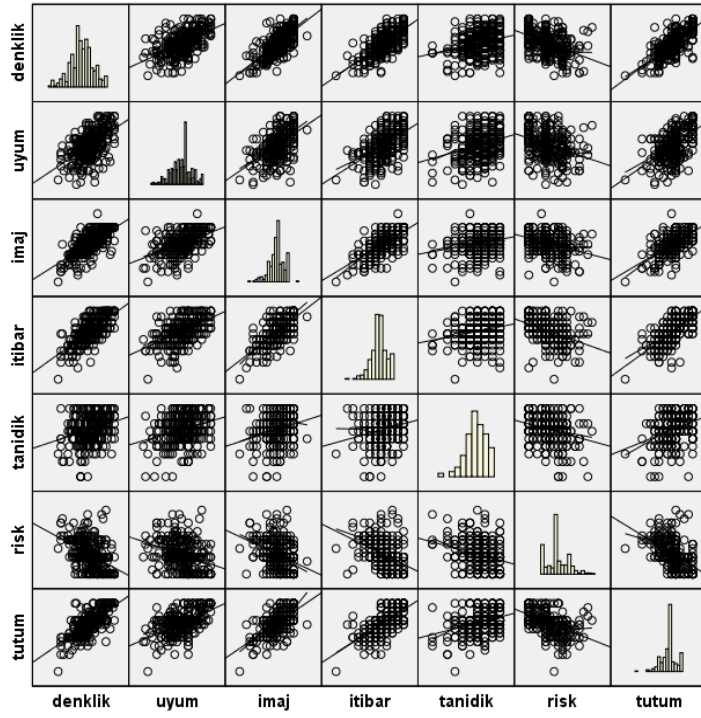 denklik
uyum
imaj
itibar
tanidik
risk
tutum
denklik uyum imaj itibar tanidik risk tutum